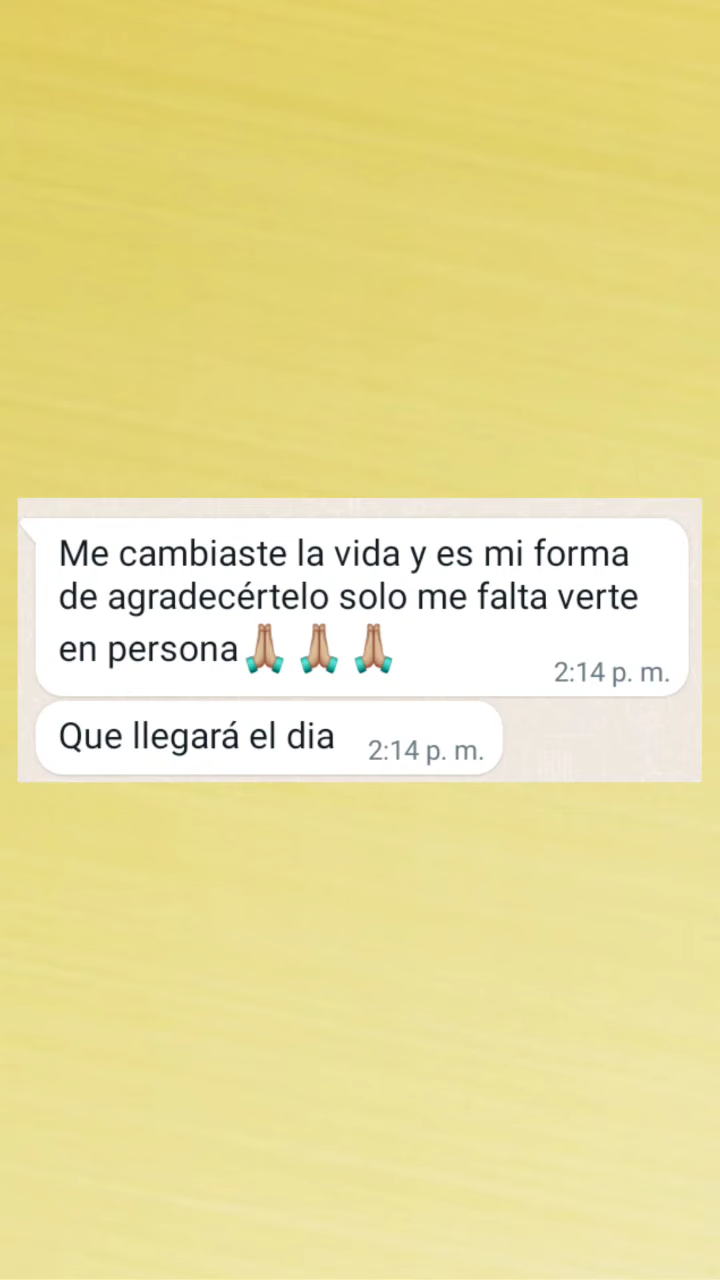 Me cambiaste la vida y es mi forma
de agradecértelo solo me falta verte
en persona🙏🏼🙏🏼🙏🏼
2:14 p. m.
Que llegará el dia
2:14 p. m.